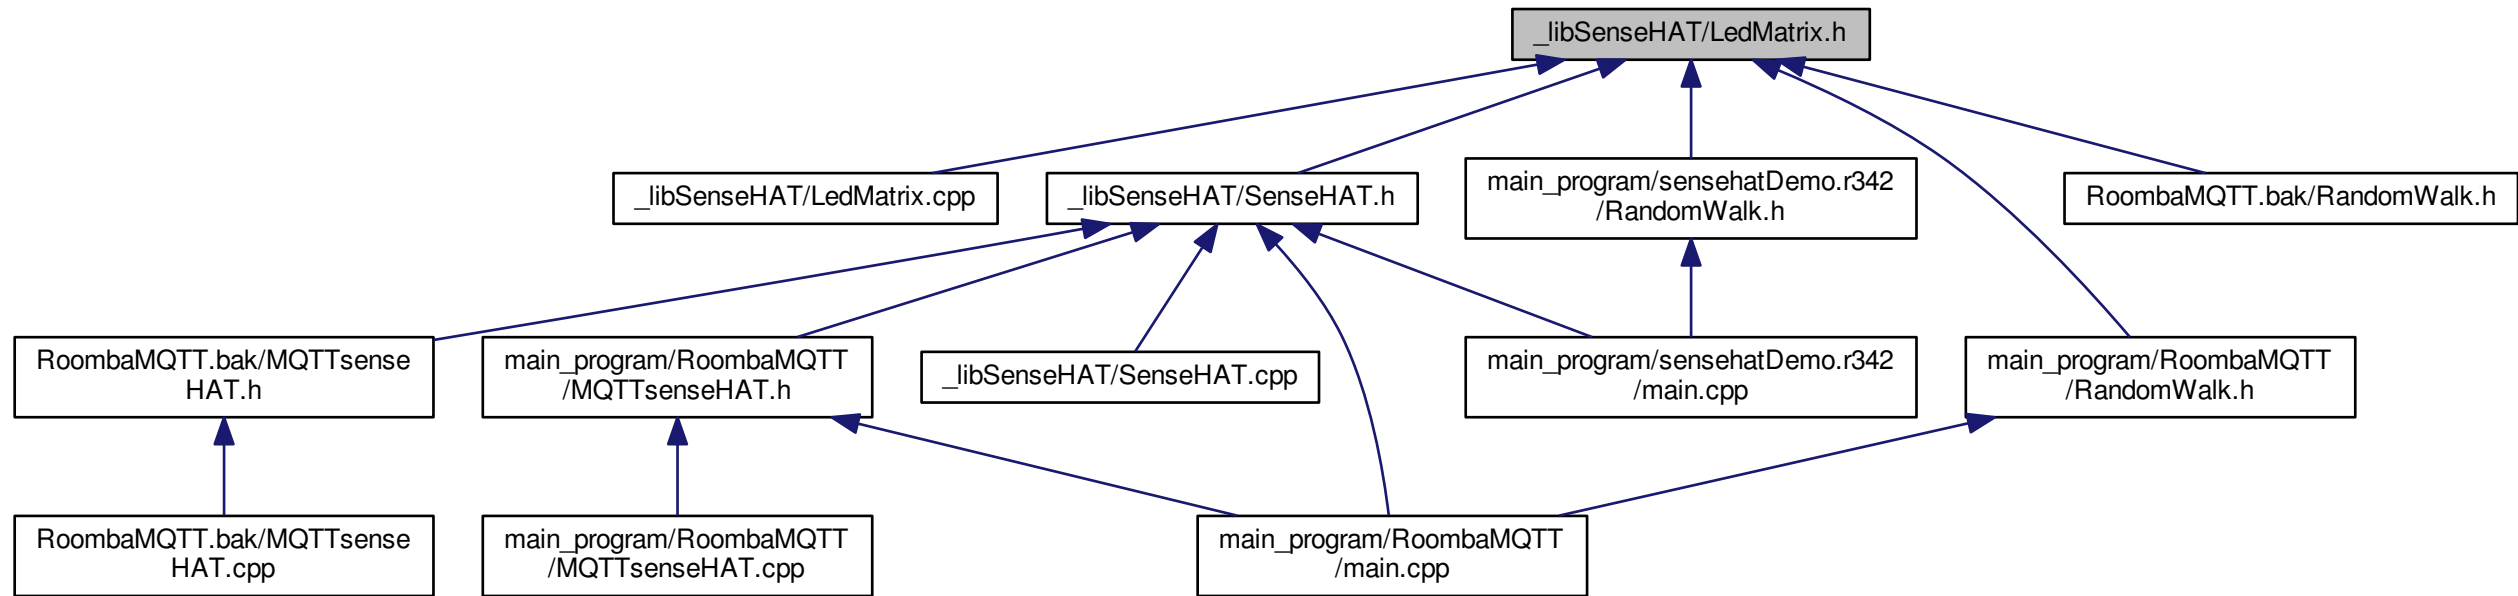 _libSenseHAT/LedMatrix.h
_libSenseHAT/LedMatrix.cpp
_libSenseHAT/SenseHAT.h
main_program/sensehatDemo.r342
/RandomWalk.h
RoombaMQTT.bak/RandomWalk.h
RoombaMQTT.bak/MQTTsense
HAT.h
main_program/RoombaMQTT
/MQTTsenseHAT.h
_libSenseHAT/SenseHAT.cpp
main_program/sensehatDemo.r342
/main.cpp
main_program/RoombaMQTT
/RandomWalk.h
RoombaMQTT.bak/MQTTsense
HAT.cpp
main_program/RoombaMQTT
/MQTTsenseHAT.cpp
main_program/RoombaMQTT
/main.cpp